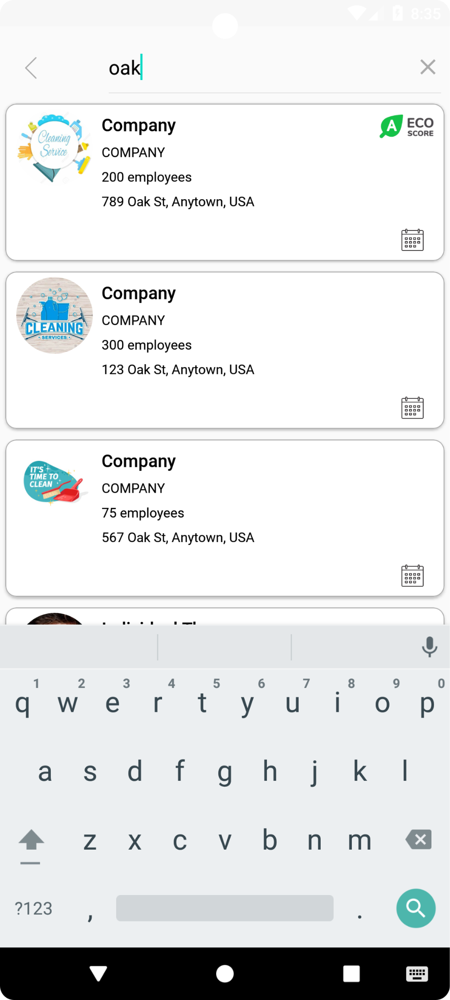 8:35
oak
Cleaning
Service
Company
COMPANY
200 employees
789 Oak St, Anytown, USA
A ECO
SCORE
CLEANING
SERVICES
Company
COMPANY
300 employees
123 Oak St, Anytown, USA
IT'S
TIME TO
CLEAN
Company
COMPANY
75 employees
567 Oak St, Anytown, USA
1 2 3 4 5 6 7 8 9 0
q w e r t y u i o p
a s d f g h j k l
z x c v b n m
?123 , .